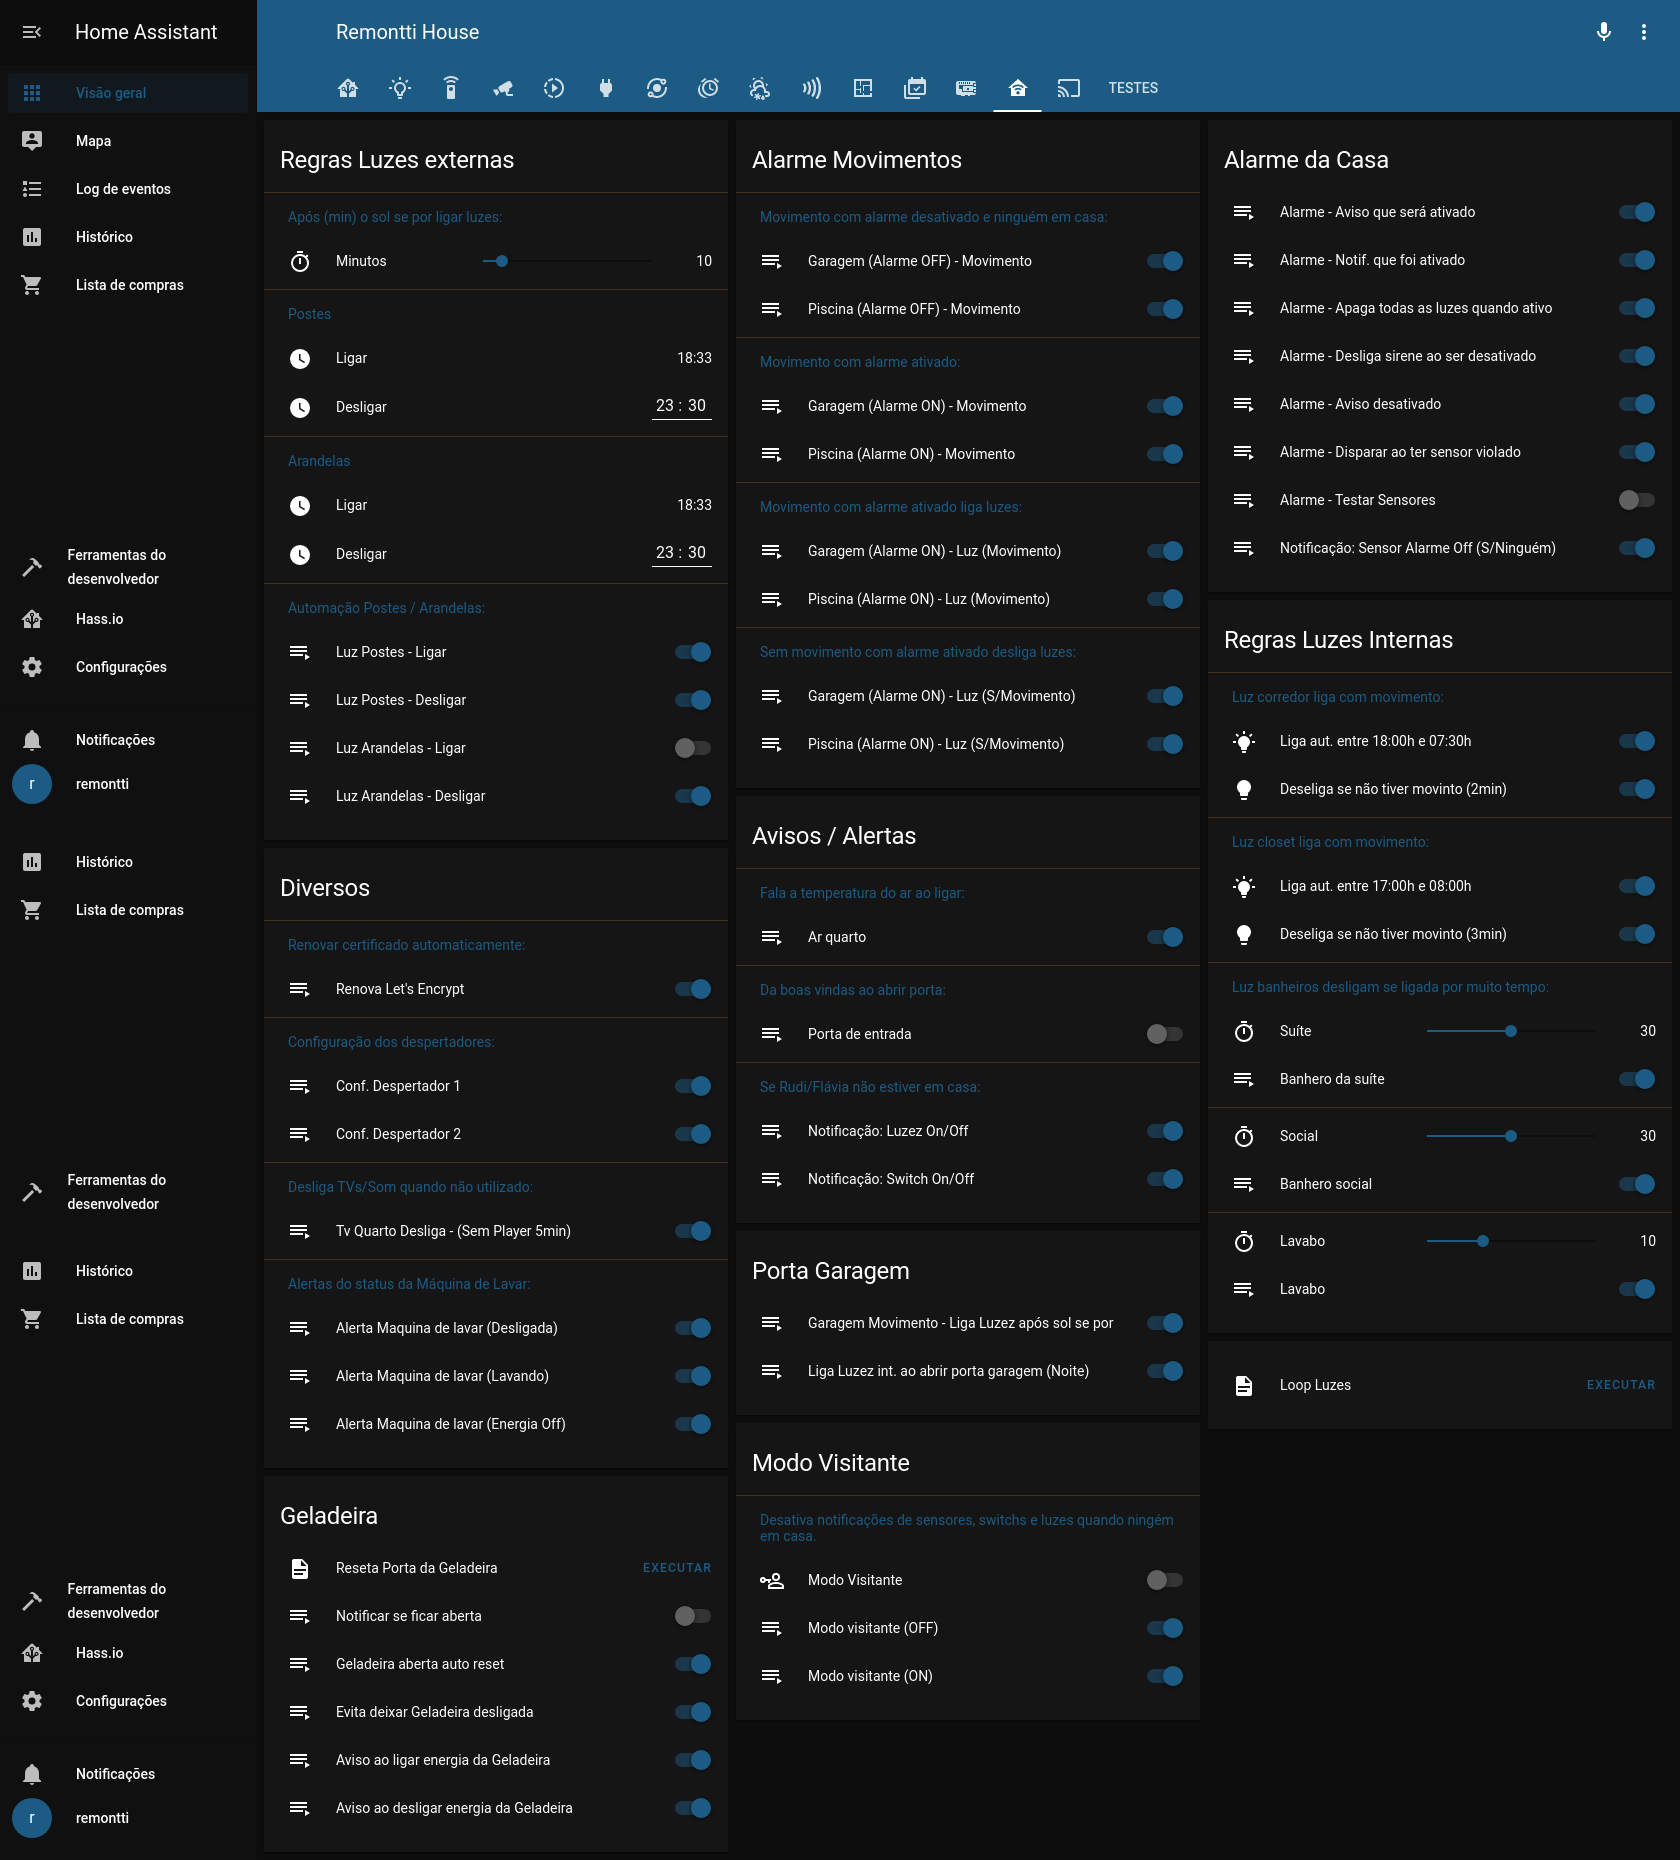 Home Assistant
Visão geral
Mapa
Log de eventos
Histórico
Lista de compras
Ferramentas do
desenvolvedor
Hass.io
Configurações
Notificações
r
remontti
Histórico
Lista de compras
Ferramentas do
desenvolvedor
Histórico
Lista de compras
Ferramentas do
desenvolvedor
Hass.io
Configurações
Notificações
r
remontti
Remontti House
TESTES
Regras Luzes externas
Após (min) o sol se por ligar luzes:
Minutos 10
Postes
Ligar 18:33
Desligar 23 : 30
Arandelas
Ligar 18:33
Desligar 23 : 30
Automação Postes / Arandelas:
Luz Postes - Ligar
Luz Postes - Desligar
Luz Arandelas - Ligar
Luz Arandelas - Desligar
Diversos
Renovar certificado automaticamente:
Renova Let's Encrypt
Configuração dos despertadores:
Conf. Despertador 1
Conf. Despertador 2
Desliga TVs/Som quando não utilizado:
Tv Quarto Desliga - (Sem Player 5min)
Alertas do status da Máquina de Lavar:
Alerta Maquina de lavar (Desligada)
Alerta Maquina de lavar (Lavando)
Alerta Maquina de lavar (Energia Off)
Geladeira
Reseta Porta da Geladeira EXECUTAR
Notificar se ficar aberta
Geladeira aberta auto reset
Evita deixar Geladeira desligada
Aviso ao ligar energia da Geladeira
Aviso ao desligar energia da Geladeira
Alarme Movimentos
Movimento com alarme desativado e ninguém em casa:
Garagem (Alarme OFF) - Movimento
Piscina (Alarme OFF) - Movimento
Movimento com alarme ativado:
Garagem (Alarme ON) - Movimento
Piscina (Alarme ON) - Movimento
Movimento com alarme ativado liga luzes:
Garagem (Alarme ON) - Luz (Movimento)
Piscina (Alarme ON) - Luz (Movimento)
Sem movimento com alarme ativado desliga luzes:
Garagem (Alarme ON) - Luz (S/Movimento)
Piscina (Alarme ON) - Luz (S/Movimento)
Avisos / Alertas
Fala a temperatura do ar ao ligar:
Ar quarto
Da boas vindas ao abrir porta:
Porta de entrada
Se Rudi/Flávia não estiver em casa:
Notificação: Luzez On/Off
Notificação: Switch On/Off
Porta Garagem
Garagem Movimento - Liga Luzez após sol se por
Liga Luzez int. ao abrir porta garagem (Noite)
Modo Visitante
Desativa notificações de sensores, switchs e luzes quando ningém
em casa.
Modo Visitante
Modo visitante (OFF)
Modo visitante (ON)
Alarme da Casa
Alarme - Aviso que será ativado
Alarme - Notif. que foi ativado
Alarme - Apaga todas as luzes quando ativo
Alarme - Desliga sirene ao ser desativado
Alarme - Aviso desativado
Alarme - Disparar ao ter sensor violado
Alarme - Testar Sensores
Notificação: Sensor Alarme Off (S/Ninguém)
Regras Luzes Internas
Luz corredor liga com movimento:
Liga aut. entre 18:00h e 07:30h
Deseliga se não tiver movinto (2min)
Luz closet liga com movimento:
Liga aut. entre 17:00h e 08:00h
Deseliga se não tiver movinto (3min)
Luz banheiros desligam se ligada por muito tempo:
Suíte 30
Banhero da suíte
Social 30
Banhero social
Lavabo 10
Lavabo
Loop Luzes EXECUTAR